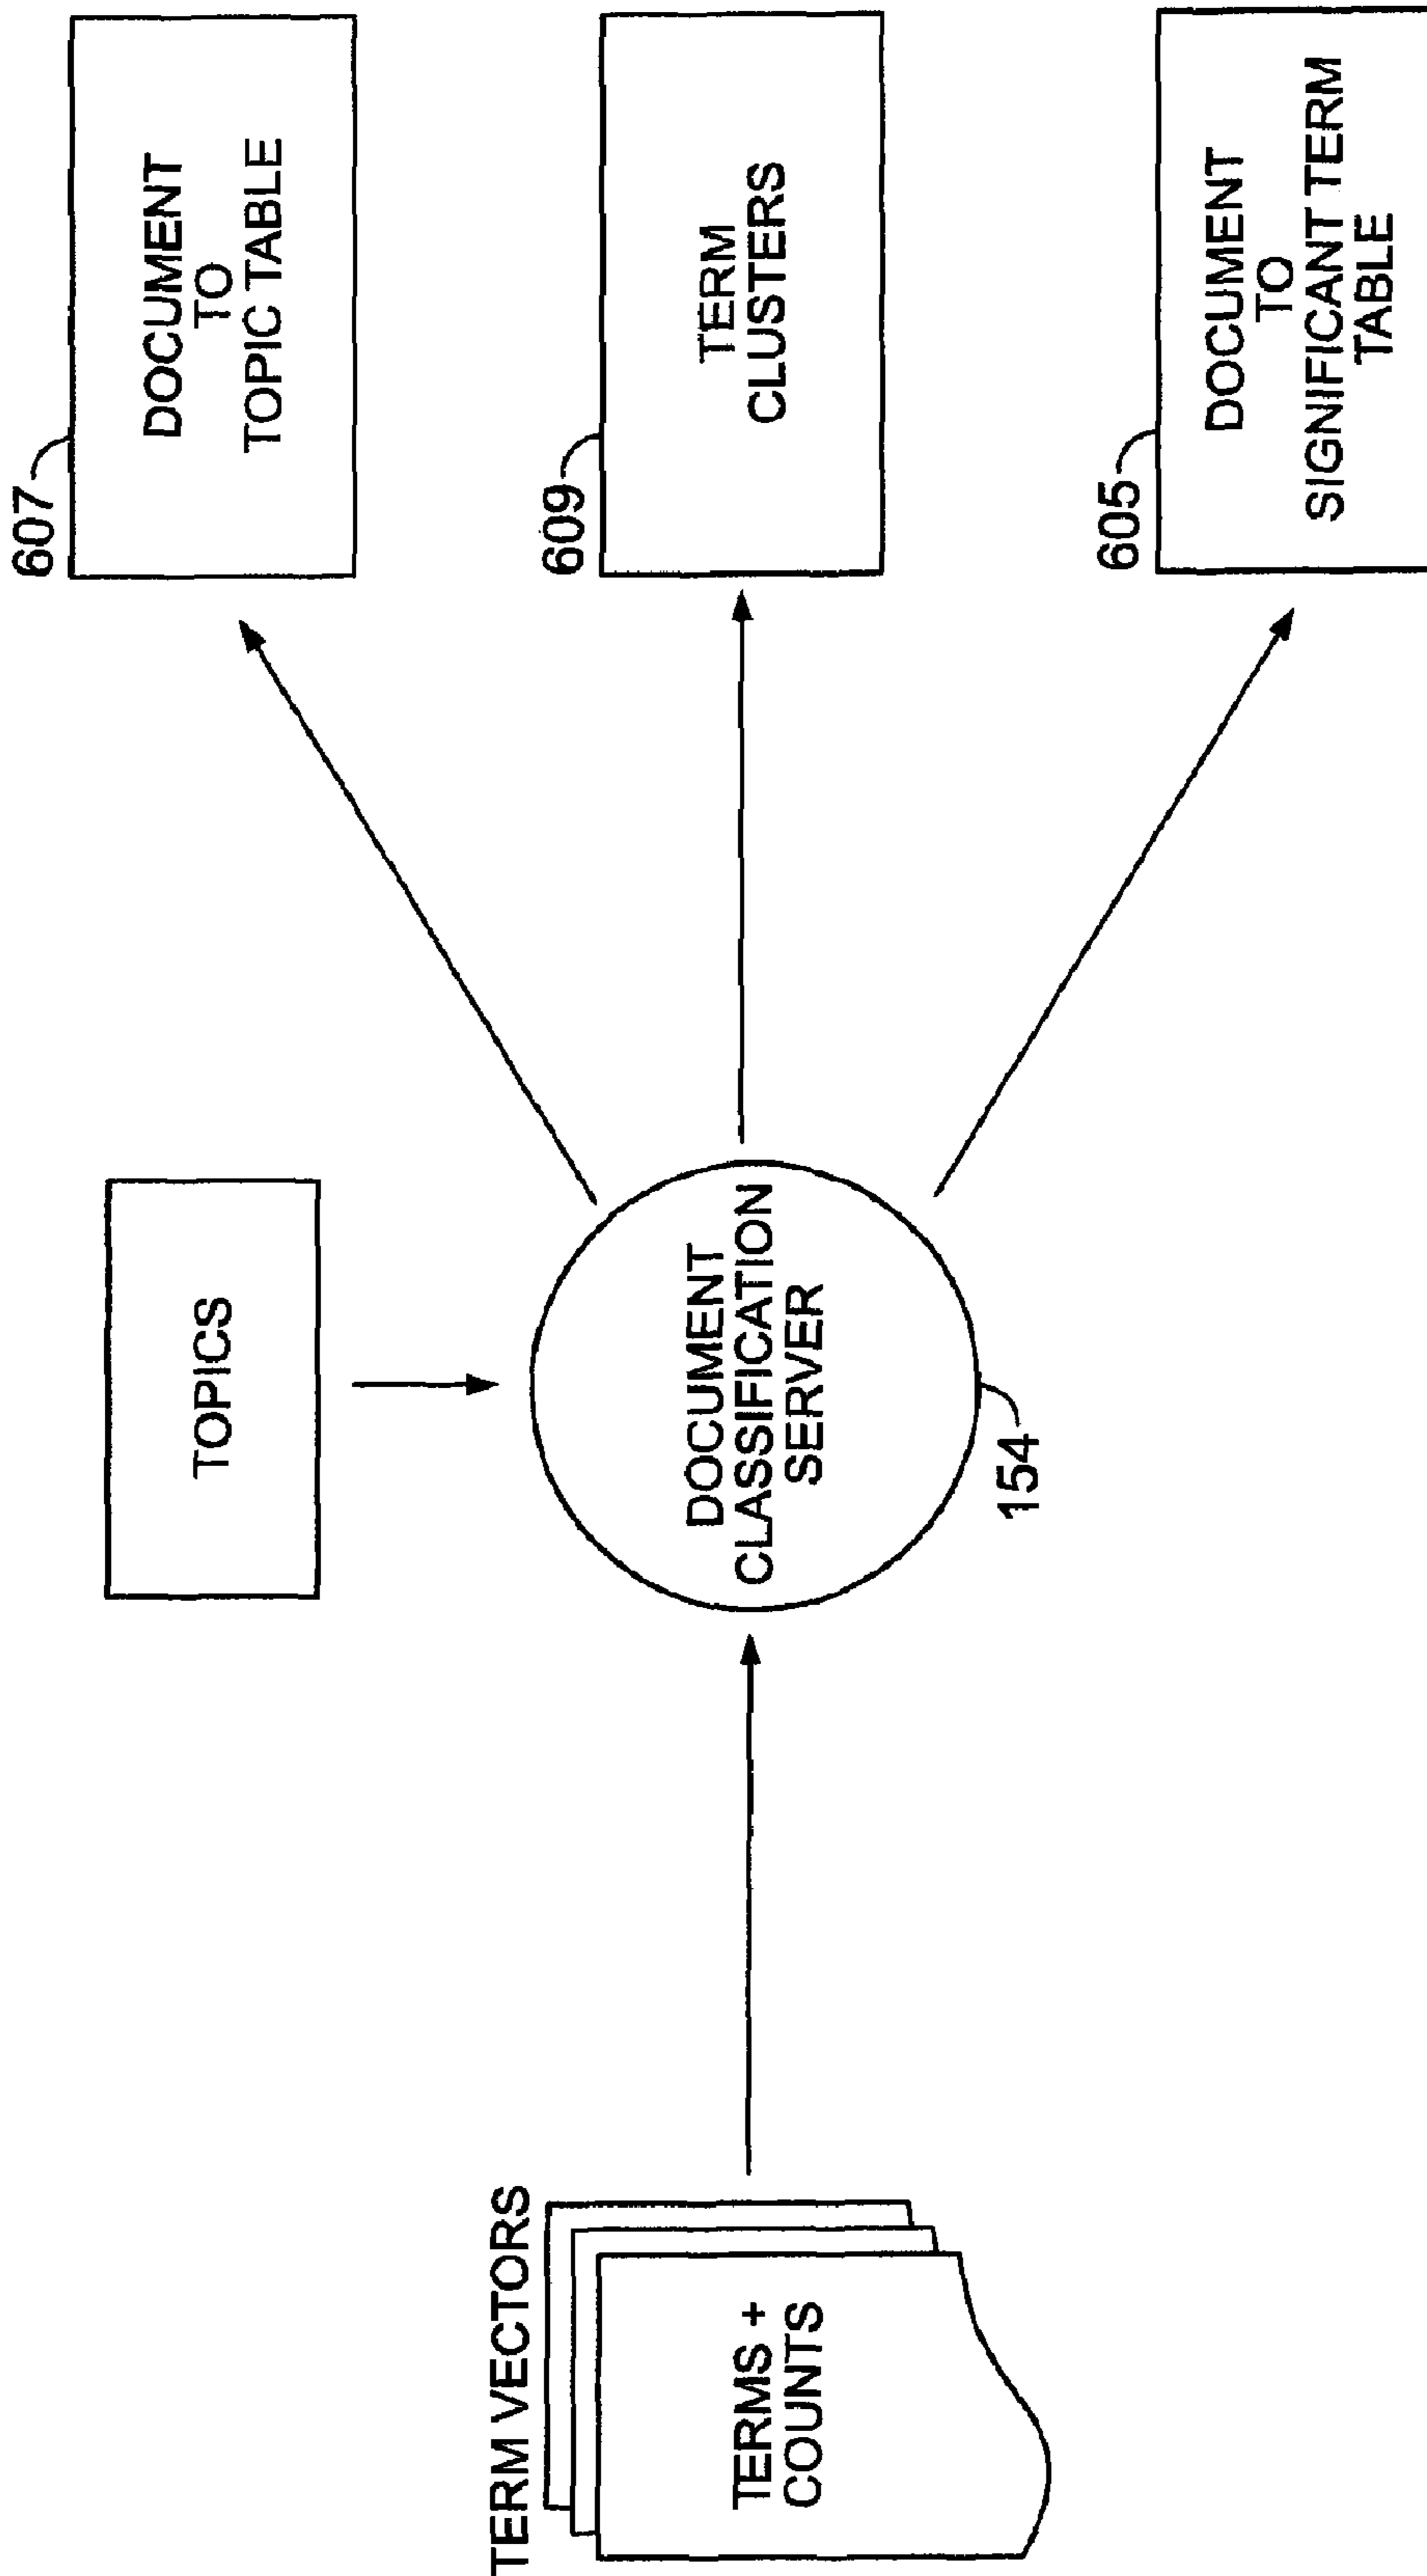 TERM VECTORS
TERMS +
COUNTS
TOPICS
DOCUMENT
CLASSIFICATION
SERVER
154
607
DOCUMENT
TO
TOPIC TABLE
609
TERM
CLUSTERS
605
DOCUMENT
TO
SIGNIFICANT TERM
TABLE